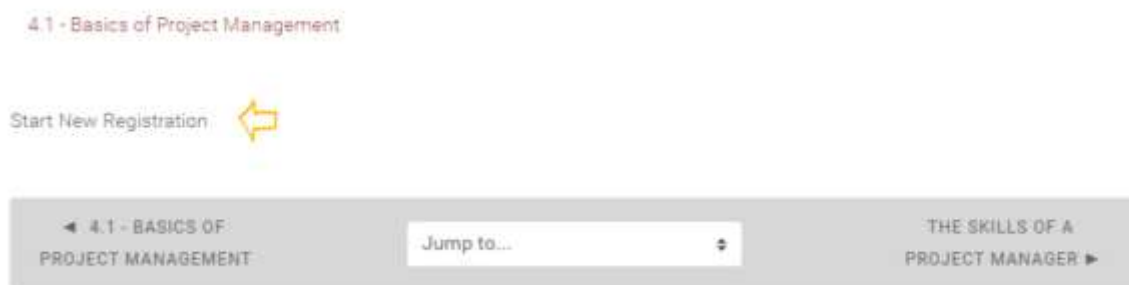 4.1 - Basics of Project Management
Start New Registration
◄ 4.1 - BASICS OF
PROJECT MANAGEMENT
Jump to...
THE SKILLS OF A
PROJECT MANAGER ►